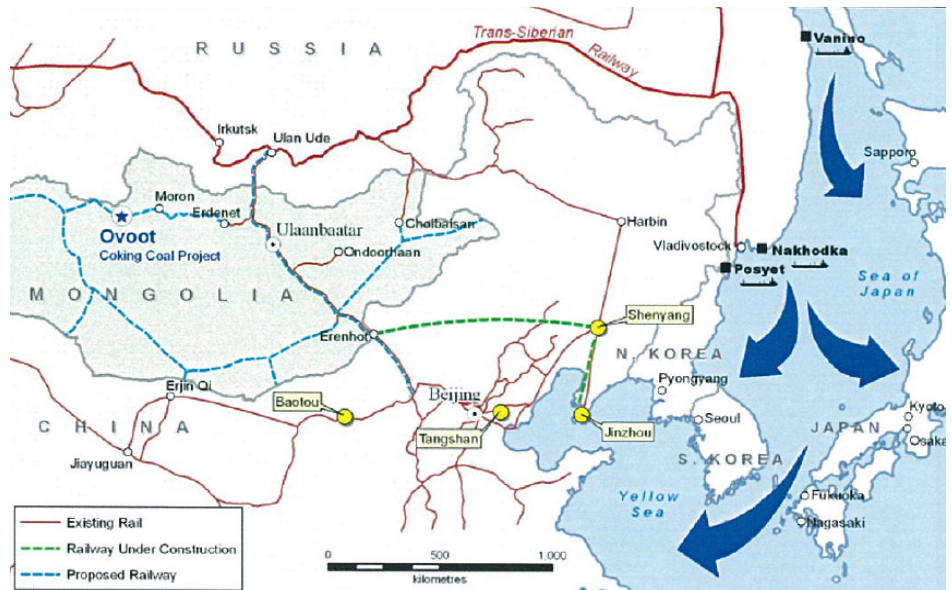 RUSSIA
Trans-Siberian
Railway
Vanino
Irkutsk
Ulan Ude
Sapporo
Moron
Erdenet
Ulaanbaatar
Choibalsan
Harbin
Ovoot
Coking Coal Project
Ondoorhaan
Vladivostock
Nakhodka
Posyet
Sea of
Japan
MONGOLIA
Erenhot
Shenyang
N. KOREA
Erjin Qi
Pyongyang
Baotou
Beijing
Kyoto
CHINA
Tangshan
Jinzhou
Seoul
JAPAN
Osaka
Jiayuguan
S. KOREA
Yellow
Sea
Fukuoka
Nagasaki
Existing Rail
Railway Under Construction
Proposed Railway
0 500 1,000
kilometres